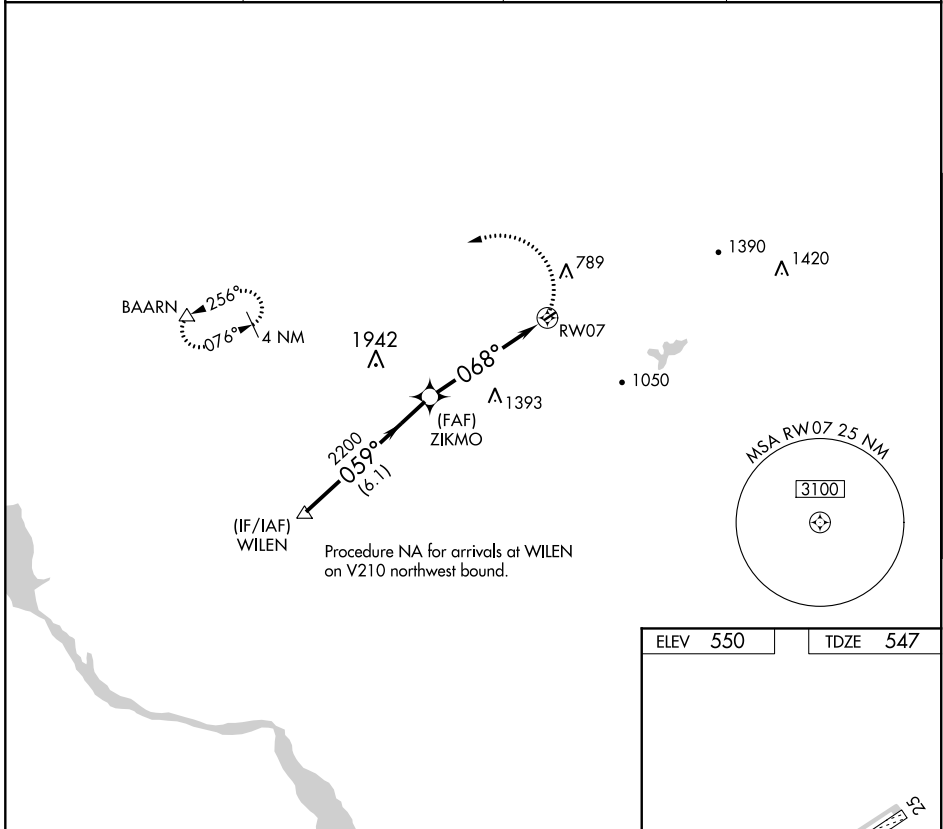 1390
1420
789
BAARN
256°
076°
4 NM
RW07
1942
068°
1050
1393
(FAF)
ZIKMO
2200
059°
(6.1)
MSA RW07 25 NM
3100
(IF/IAF)
WILEN
Procedure NA for arrivals at WILEN
on V210 northwest bound.
ELEV 550
TDZE 547
25